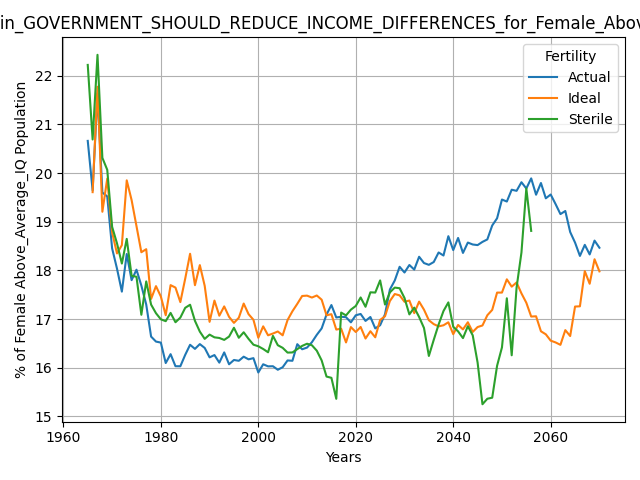 in_GOVERNMENT_SHOULD_REDUCE_INCOME_DIFFERENCES_for_Female_Abov
% of Female Above_Average_IQ Population
22
21
20
19
18
17
16
15
Fertility
Actual
Ideal
Sterile
1960
1980
2000
2020
2040
2060
Years